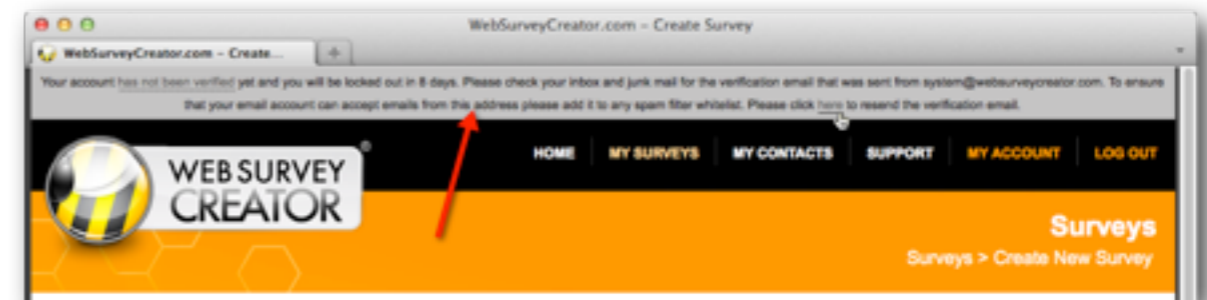 WebSurveyCreator.com – Create Survey
WebSurveyCreator.com – Create...
Your account has not been verified yet and you will be locked out in 8 days. Please check your inbox and junk mail for the verification email that was sent from system@websurveycreator.com. To ensure
that your email account can accept emails from this address please add it to any spam filter whitelist. Please click here to resend the verification email.
HOME MY SURVEYS MY CONTACTS SUPPORT MY ACCOUNT LOG OUT
WEB SURVEY
CREATOR
®
Surveys
Surveys > Create New Survey